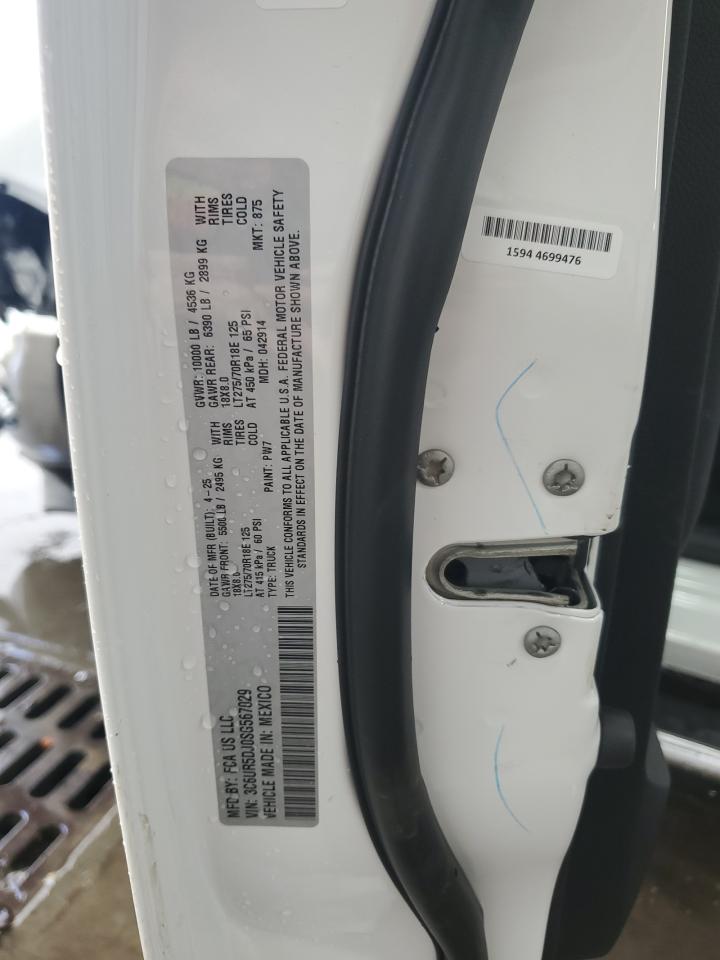 MFD BY: FCA US LLC
DATE OF MFR (BUILT): 4-25
GVWR: 10000 LB / 4536 KG
VIN: 3C6UR5DJ0SG567029
GAWR FRONT: 5500 LB / 2495 KG WITH
GAWR REAR: 6390 LB / 2899 KG WITH
VEHICLE MADE IN: MEXICO
18X8.0 RIMS
18X8.0 RIMS
LT275/70R18E 125 TIRES
LT275/70R18E 125 TIRES
AT 415 kPa / 60 PSI COLD
AT 450 kPa / 65 PSI COLD
TYPE: TRUCK PAINT: PW7 MDH: 042914 MKT: 875
THIS VEHICLE CONFORMS TO ALL APPLICABLE U.S.A. FEDERAL MOTOR VEHICLE SAFETY
STANDARDS IN EFFECT ON THE DATE OF MANUFACTURE SHOWN ABOVE.
1594 4699476